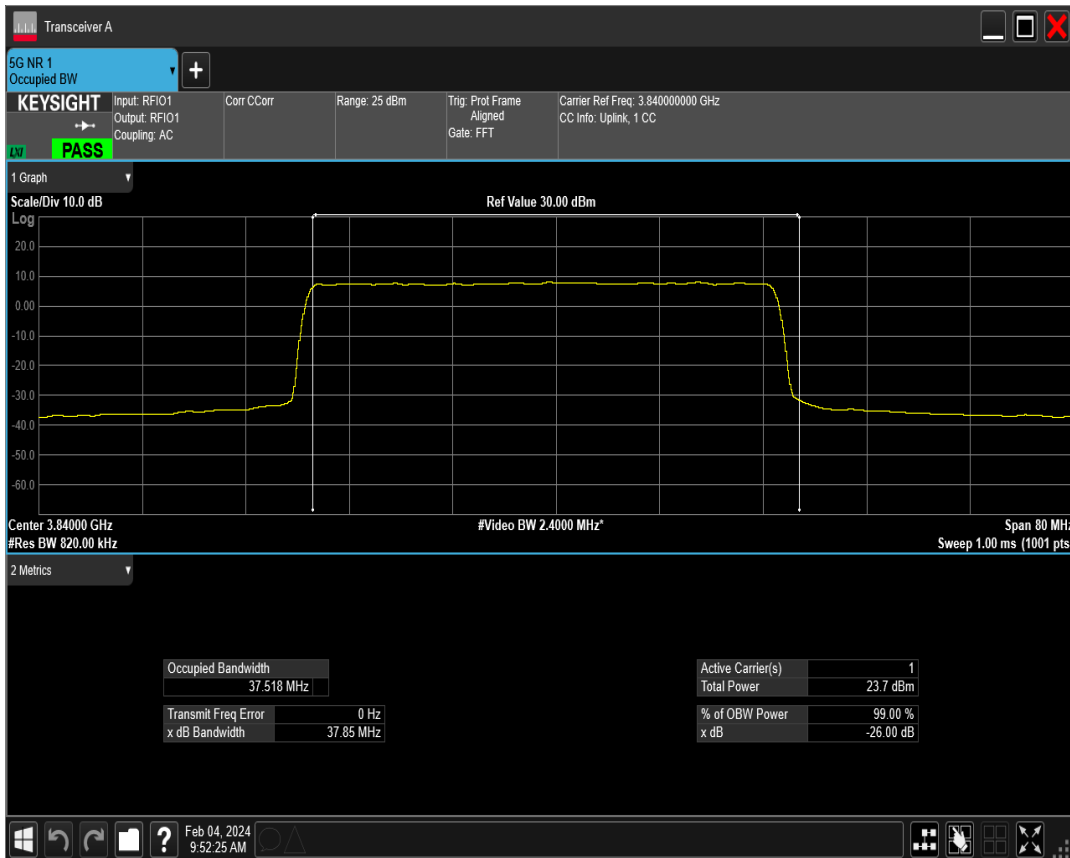 Transceiver A
5G NR 1
Occupied BW
+
KEYSIGHT
LXI
PASS
Input: RFIO1
Output: RFIO1
Coupling: AC
Corr CCorr
Range: 25 dBm
Trig: Prot Frame
Aligned
Gate: FFT
Carrier Ref Freq: 3.840000000 GHz
CC Info: Uplink, 1 CC
1 Graph
Scale/Div 10.0 dB
Ref Value 30.00 dBm
Log
20.0
10.0
0.00
-10.0
-20.0
-30.0
-40.0
-50.0
-60.0
Center 3.84000 GHz
#Video BW 2.4000 MHz*
Span 80 MHz
#Res BW 820.00 kHz
Sweep 1.00 ms (1001 pts
2 Metrics
Occupied Bandwidth
37.518 MHz
Transmit Freq Error 0 Hz
x dB Bandwidth 37.85 MHz
Active Carrier(s) 1
Total Power 23.7 dBm
% of OBW Power 99.00 %
x dB -26.00 dB
?
Feb 04, 2024
9:52:25 AM